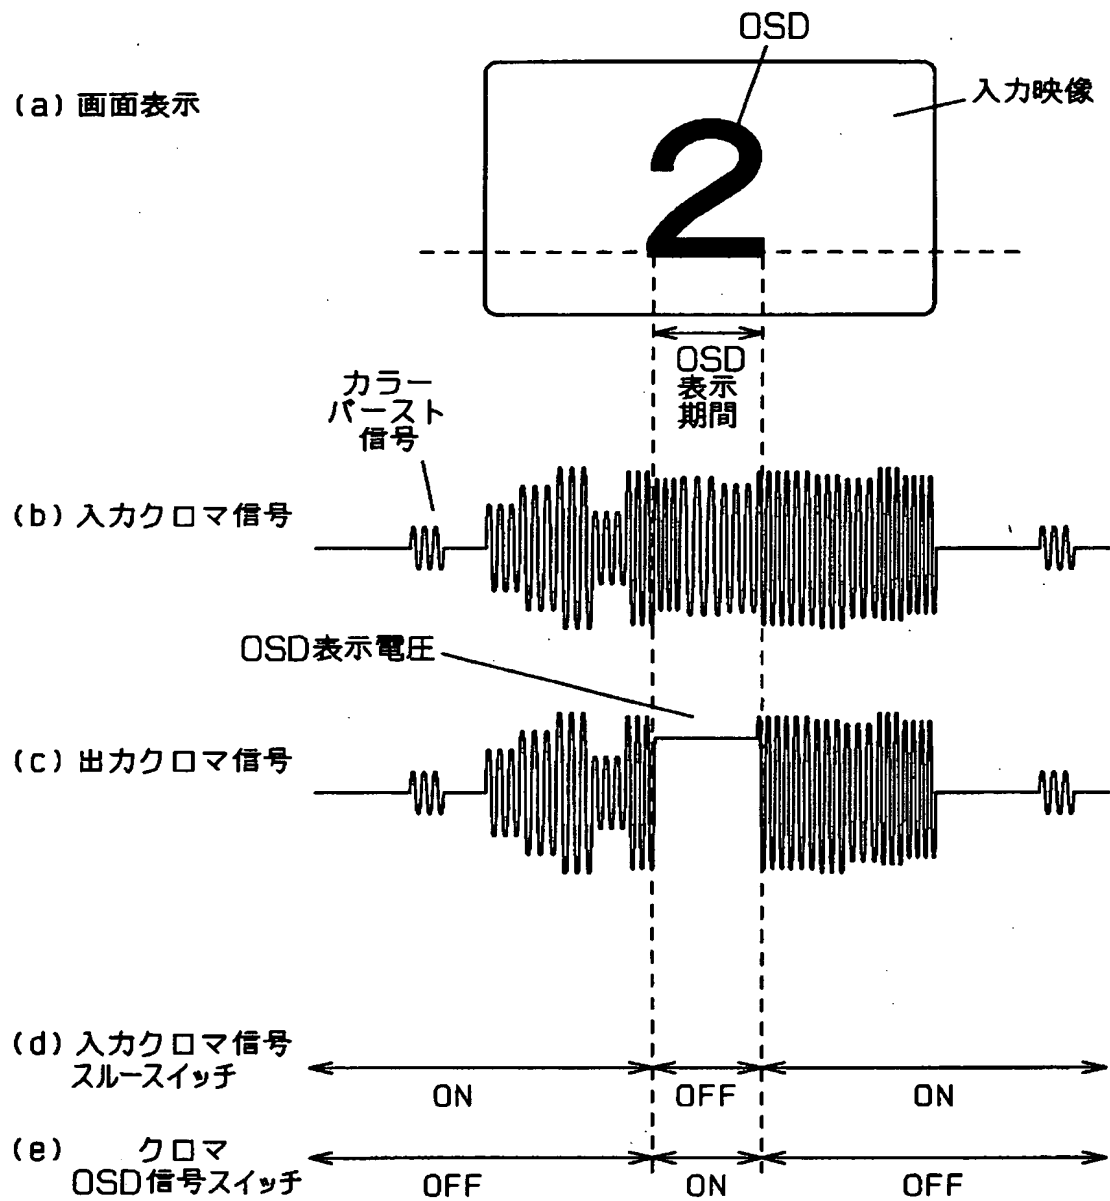 OSD
(a) 画面表示
入力映像
OSD
表示
期間
カラー
バースト
信号
(b) 入力クロマ信号
OSD表示電圧
(c) 出力クロマ信号
(d) 入力クロマ信号
スルースイッチ
ON
OFF
ON
(e) クロマ
OSD信号スイッチ
OFF
ON
OFF